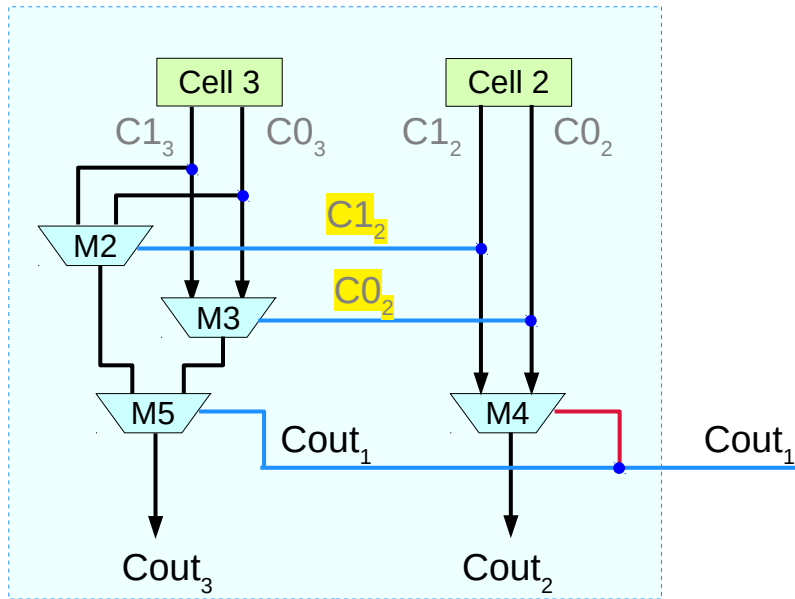 Cell 3
Cell 2
C1₃
C0₃
C1₂
C0₂
C1₂
M2
C0₂
M3
M5
M4
Cout₁
Cout₁
Cout₃
Cout₂